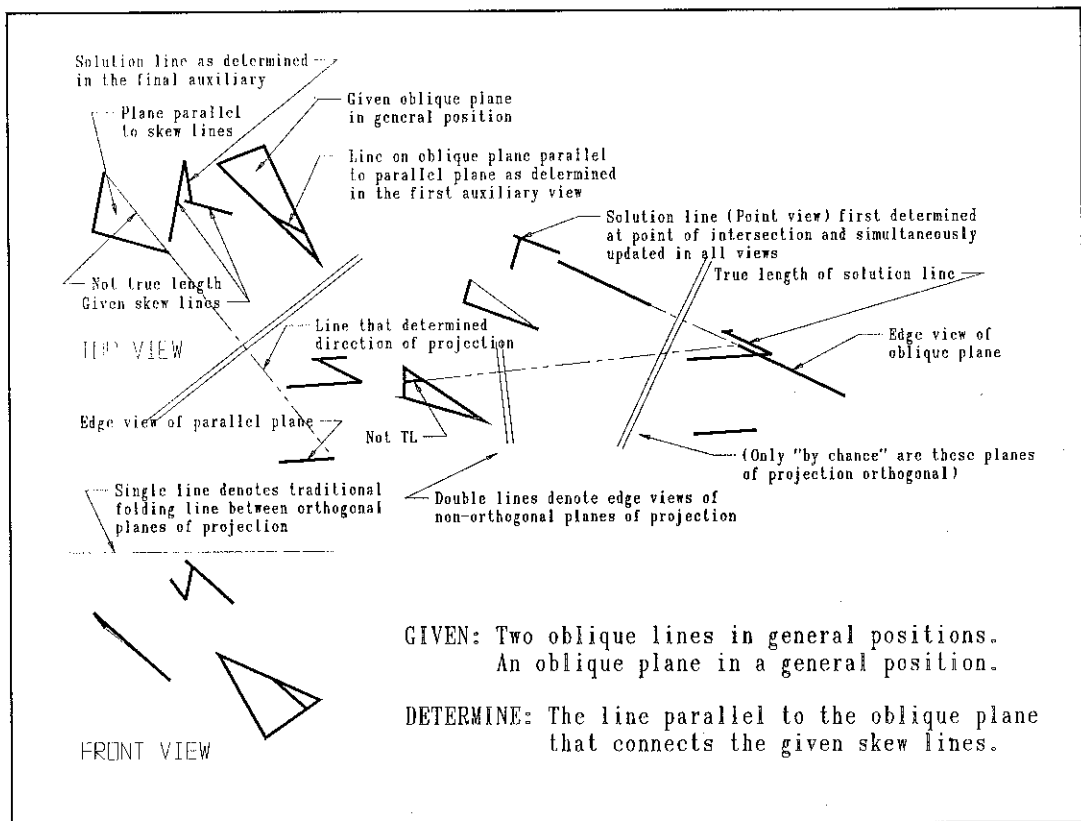 Solution line as determined
in the final auxiliary
Plane parallel
to skew lines
Given oblique plane
in general position
Line on oblique plane parallel
to parallel plane as determined
in the first auxiliary view
Solution line (Point view) first determined
at point of intersection and simultaneously
updated in all views
True length of solution line
Not true length
Given skew lines
TOP VIEW
Line that determined
direction of projection
Edge view of
oblique plane
Edge view of parallel plane
Not TL
(Only "by chance" are these planes
of projection orthogonal)
Single line denotes traditional
folding line between orthogonal
planes of projection
Double lines denote edge views of
non-orthogonal planes of projection
GIVEN: Two oblique lines in general positions.
An oblique plane in a general position.
DETERMINE: The line parallel to the oblique plane
that connects the given skew lines.
FRONT VIEW